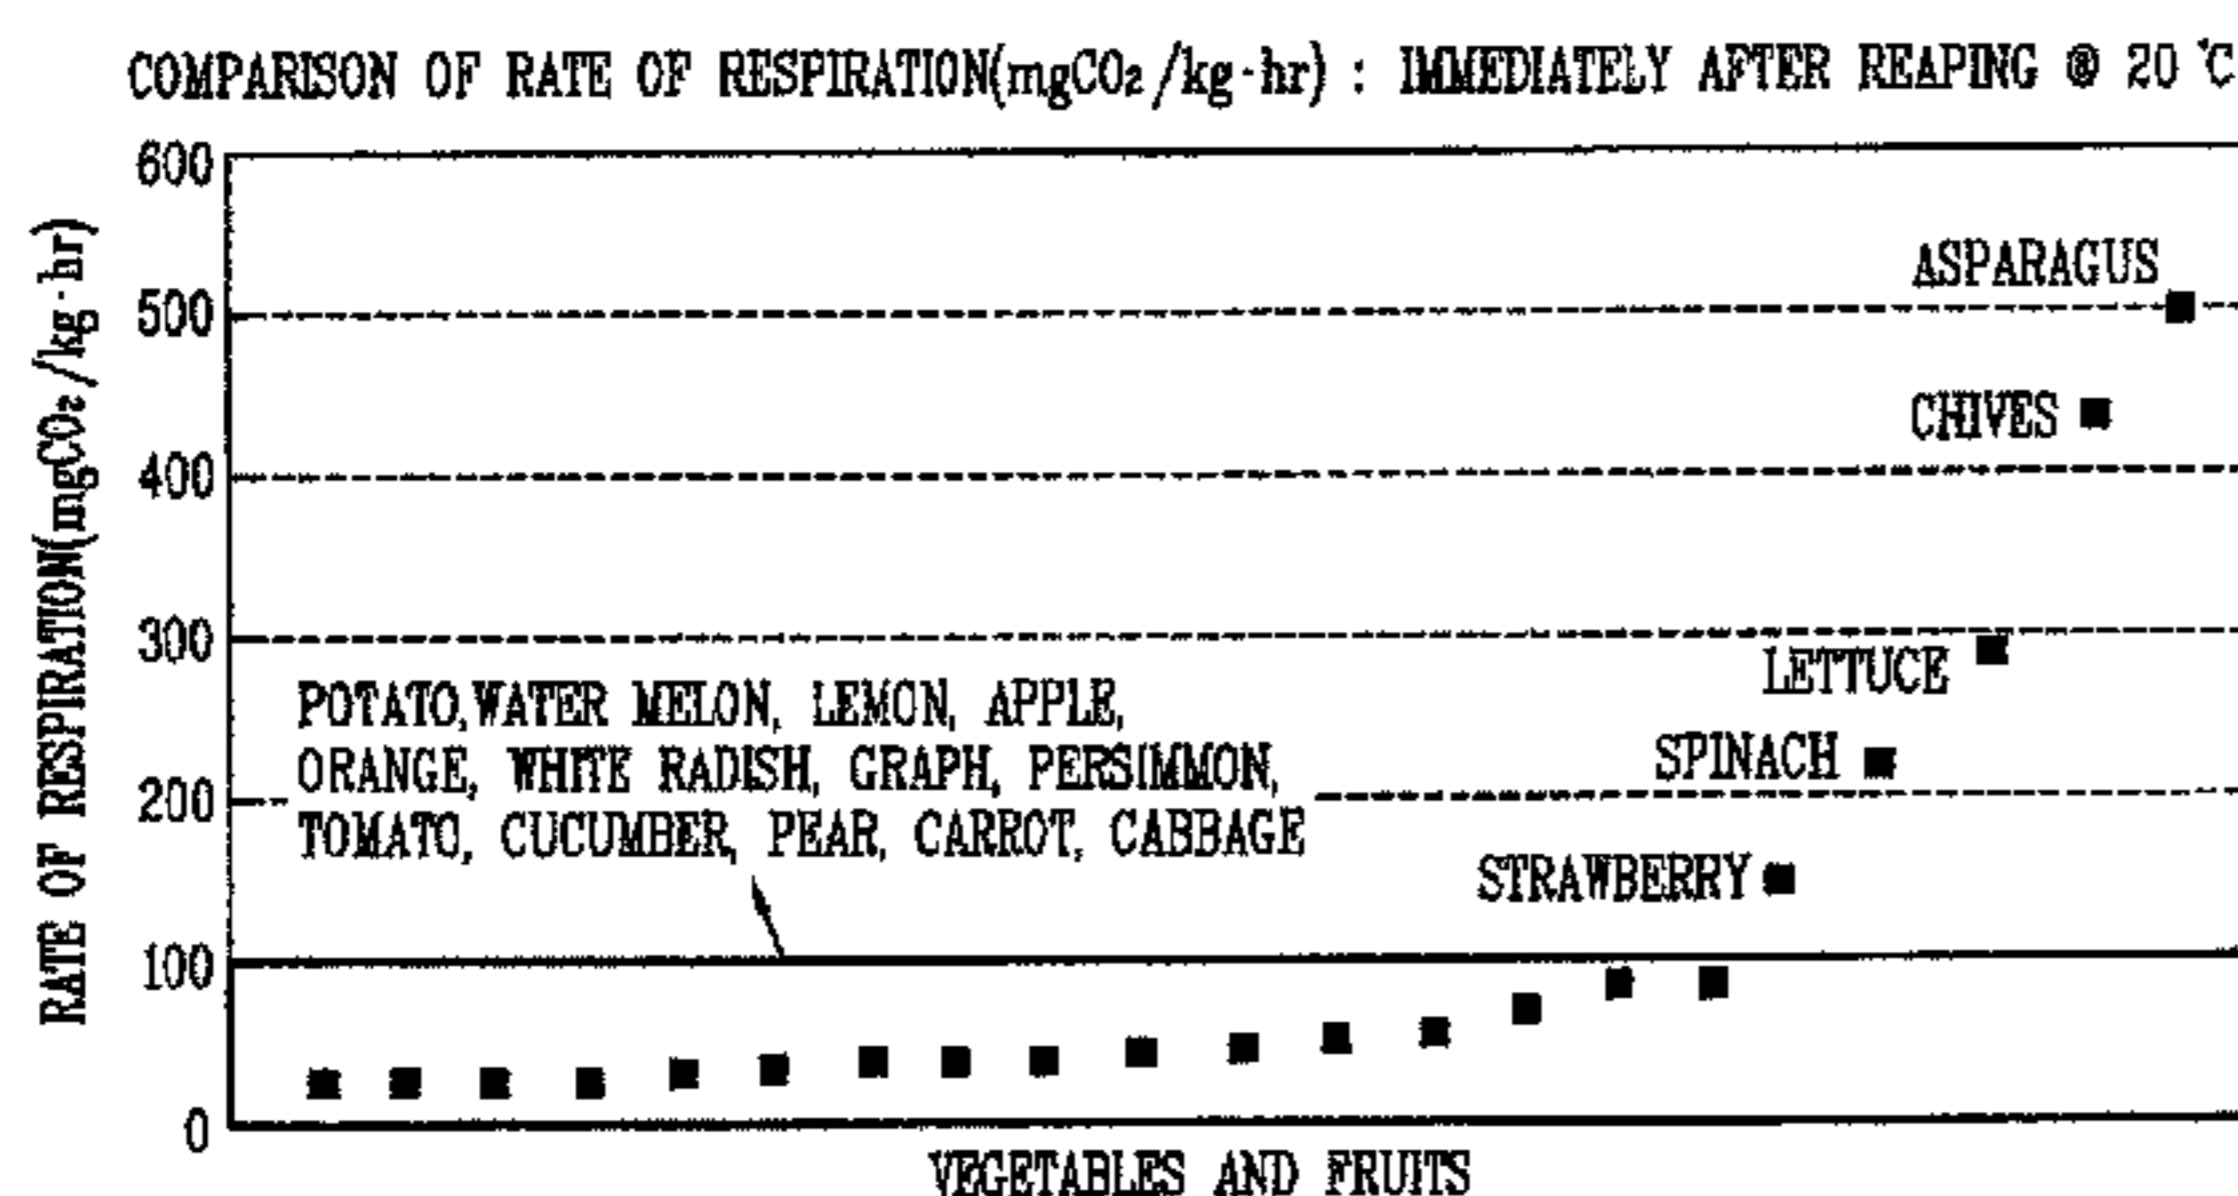 COMPARISON OF RATE OF RESPIRATION(mgCO₂/kg·hr) : IMMEDIATELY AFTER REAPING @ 20 ℃
RATE OF RESPIRATION(mgCO₂/kg·hr)
600
500
400
300
200
100
0
ASPARAGUS
CHIVES
LETTUCE
SPINACH
STRAWBERRY
POTATO,WATER MELON, LEMON, APPLE,
ORANGE, WHITE RADISH, GRAPH, PERSIMMON,
TOMATO, CUCUMBER, PEAR, CARROT, CABBAGE
VEGETABLES AND FRUITS